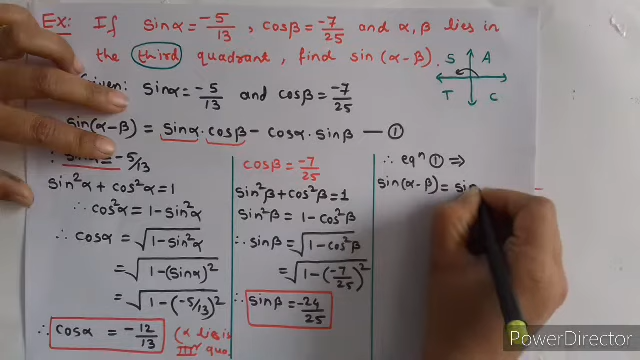 Ex: If sinα = -5/13, cosβ = -7/25 and α, β lies in
the third quadrant, find sin(α-β).
S A
T C
Given: sinα = -5/13 and cosβ = -7/25
sin(α-β) = sinα·cosβ - cosα·sinβ — ①
∴ sinα = -5/13
sin²α + cos²α = 1
∴ cos²α = 1 - sin²α
∴ cosα = √(1 - sin²α)
= √(1 - (sinα)²)
= √(1 - (-5/13)²)
∴ cosα = -12/13 (α lies in
III quo.
cosβ = -7/25
sin²β + cos²β = 1
sin²β = 1 - cos²β
∴ sinβ = √(1 - cos²β)
= √(1 - (-7/25)²)
∴ sinβ = -24/25
∴ eqⁿ ① ⇒
sin(α-β) = sin
PowerDirector